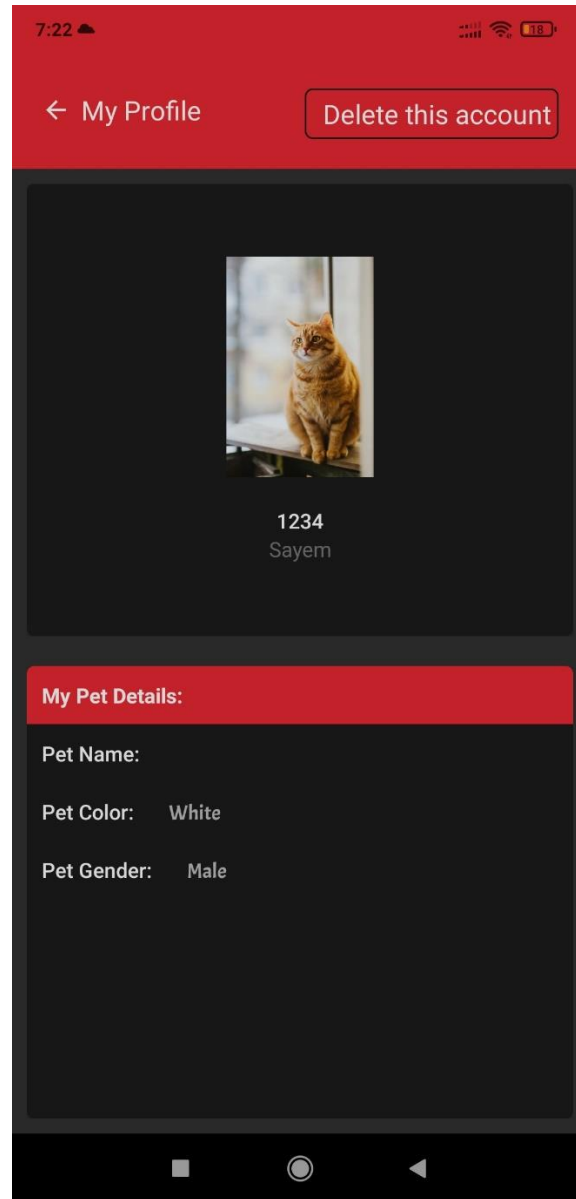 7:22
18
My Profile
Delete this account
1234
Sayem
My Pet Details:
Pet Name:
Pet Color: White
Pet Gender: Male